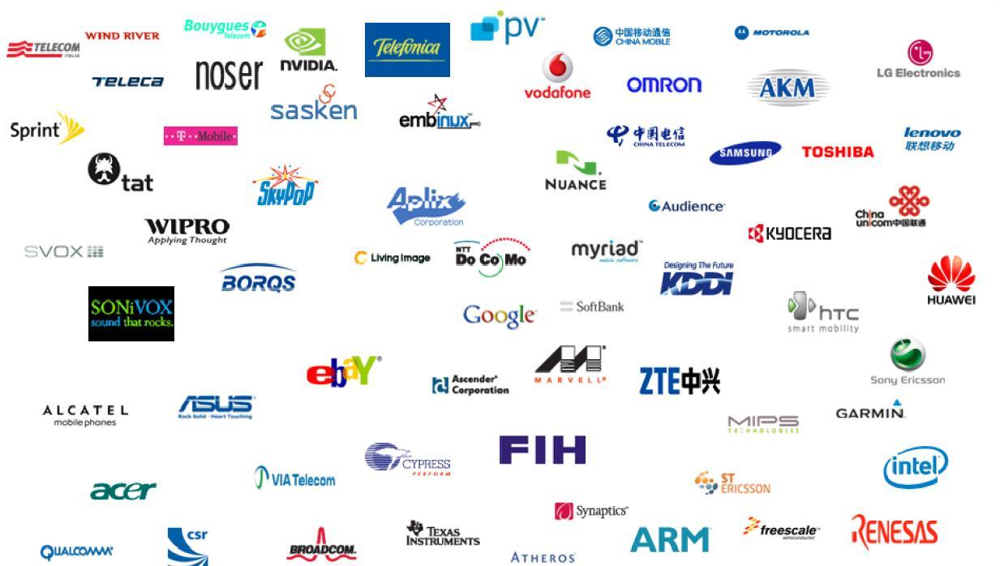 Bouygues
Telecom
WIND RIVER
TELECOM
ITALIA
NVIDIA.
Telefónica
pv
中国移动通信
CHINA MOBILE
MOTOROLA
LG Electronics
TELECA
noser
vodafone
OMRON
AKM
sasken
embinux
Sprint
T Mobile
中国电信
CHINA TELECOM
SAMSUNG
TOSHIBA
lenovo
联想移动
tat
SKYPOP
NUANCE
Aplix
Corporation
Audience
China
unicom中国联通
WIPRO
Applying Thought
KYOCERA
SVOX
Living Image
NTT
DoCoMo
myriad
mobile software
Designing The Future
KDDI
BORQS
HUAWEI
SONiVOX
sound that rocks.
Google
SoftBank
htc
smart mobility
ebaY
Ascender
Corporation
MARVELL
ZTE中兴
Sony Ericsson
ALCATEL
mobile phones
ASUS
Rock Solid · Heart Touching
MIPS
TECHNOLOGIES
GARMIN
CYPRESS
PERFORM
FIH
VIA Telecom
acer
ST
ERICSSON
intel
Synaptics
QUALCOMM
csr
BROADCOM.
TEXAS
INSTRUMENTS
ATHEROS
ARM
freescale
semiconductor
RENESAS